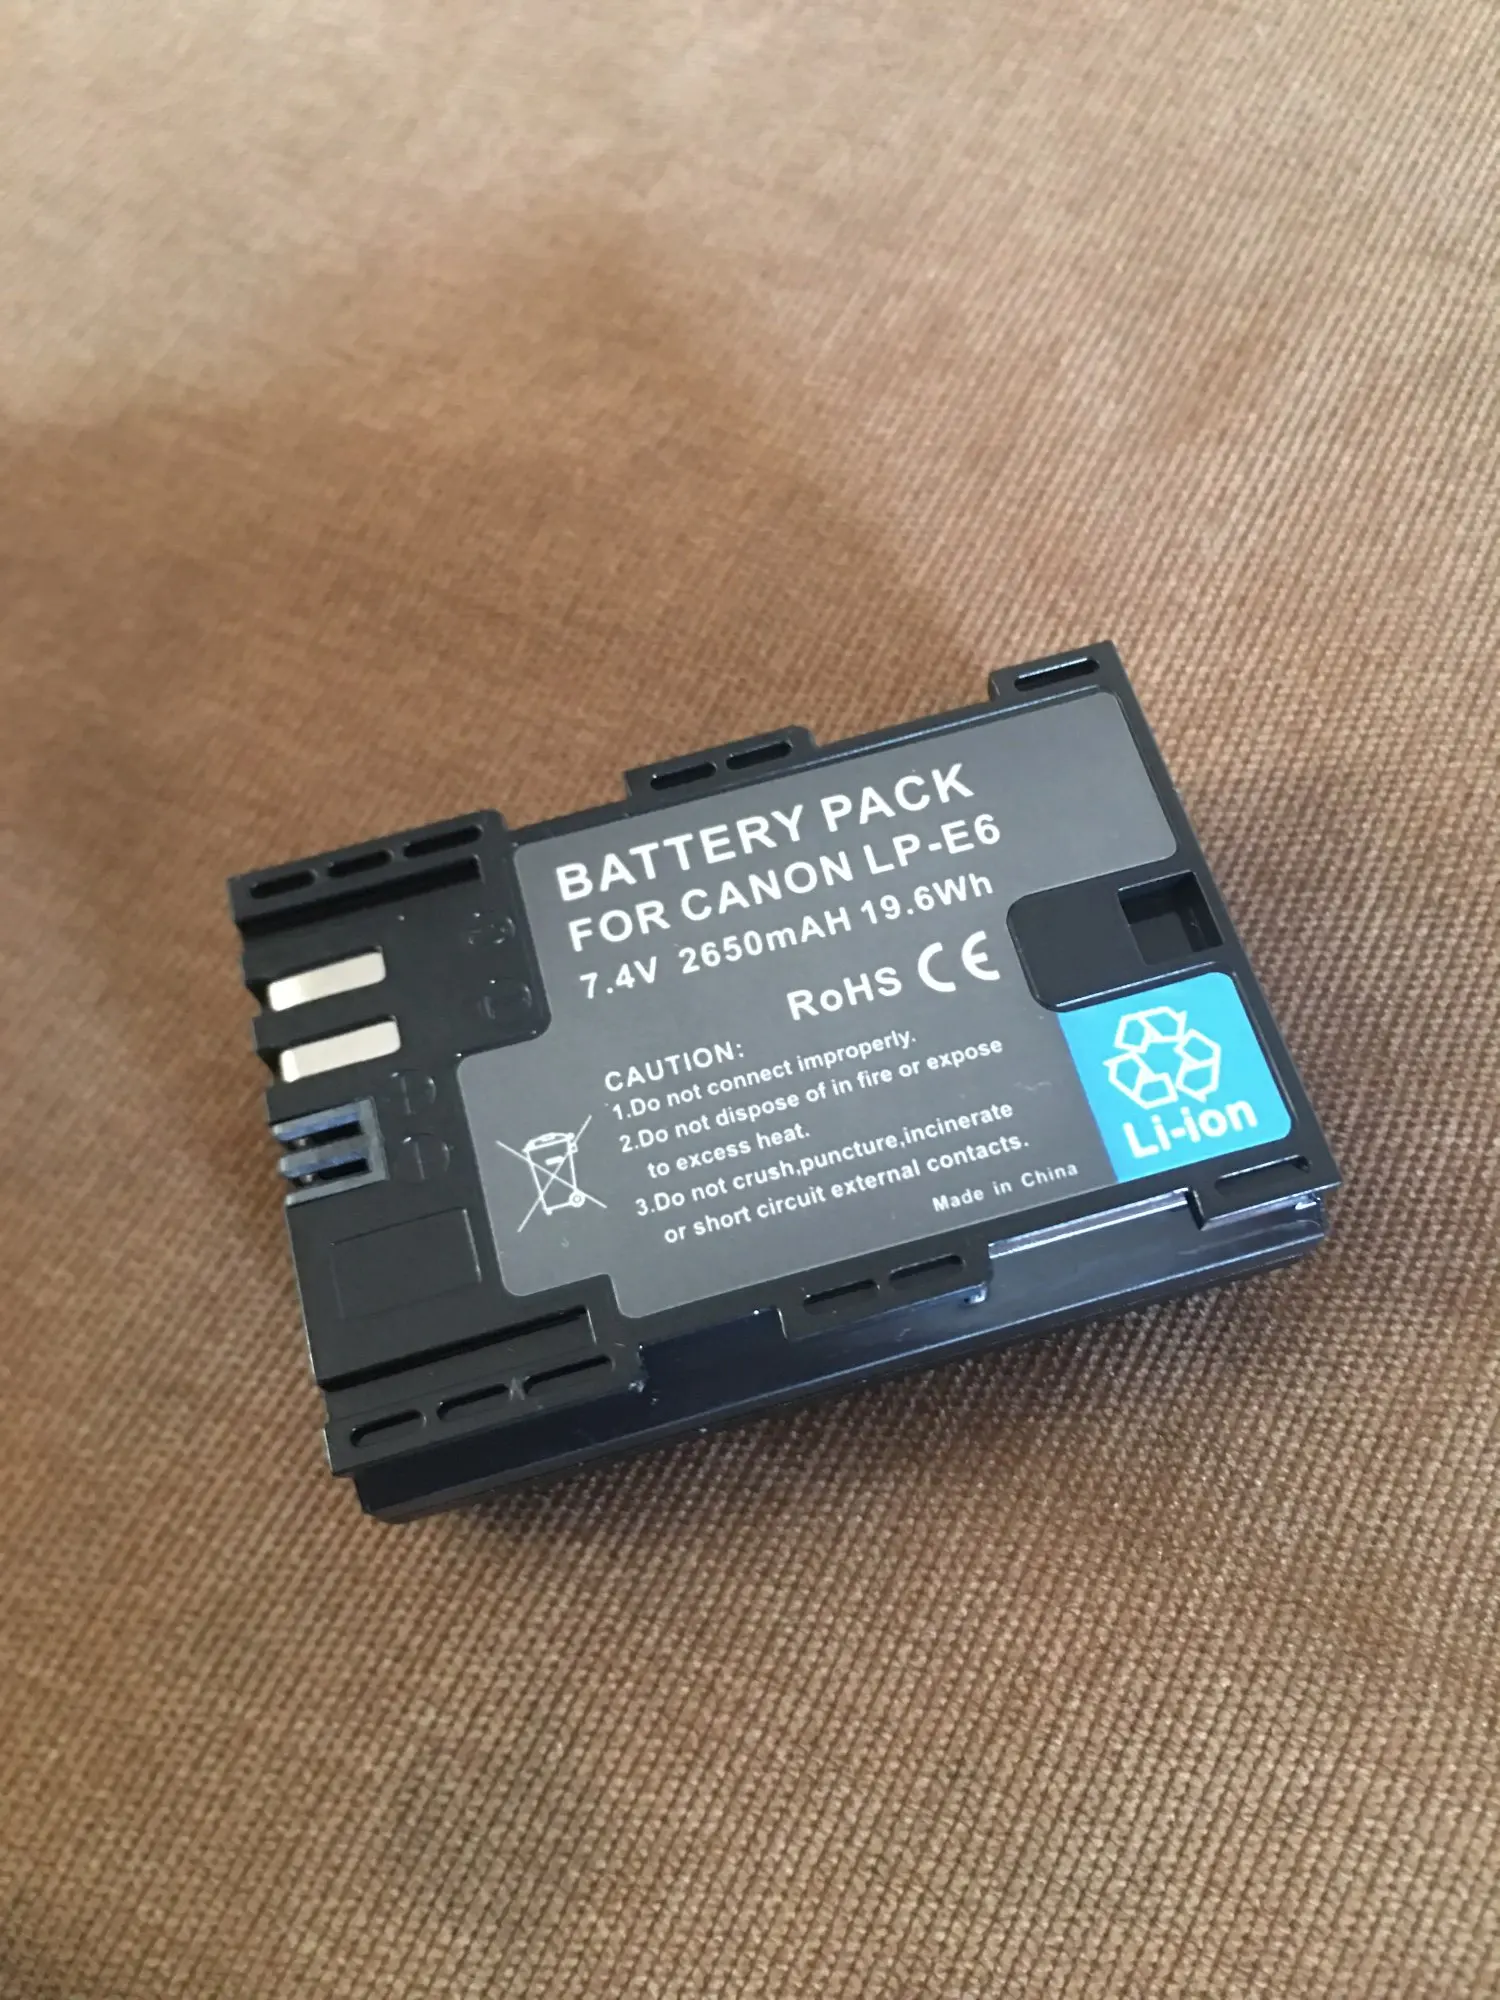 BATTERY PACK
FOR CANON LP-E6
7.4V 2650mAH 19.6Wh
RoHS CE
CAUTION:
1.Do not connect improperly.
2.Do not dispose of in fire or expose
to excess heat.
3.Do not crush,puncture,incinerate
or short circuit external contacts.
Made in China
Li-ion